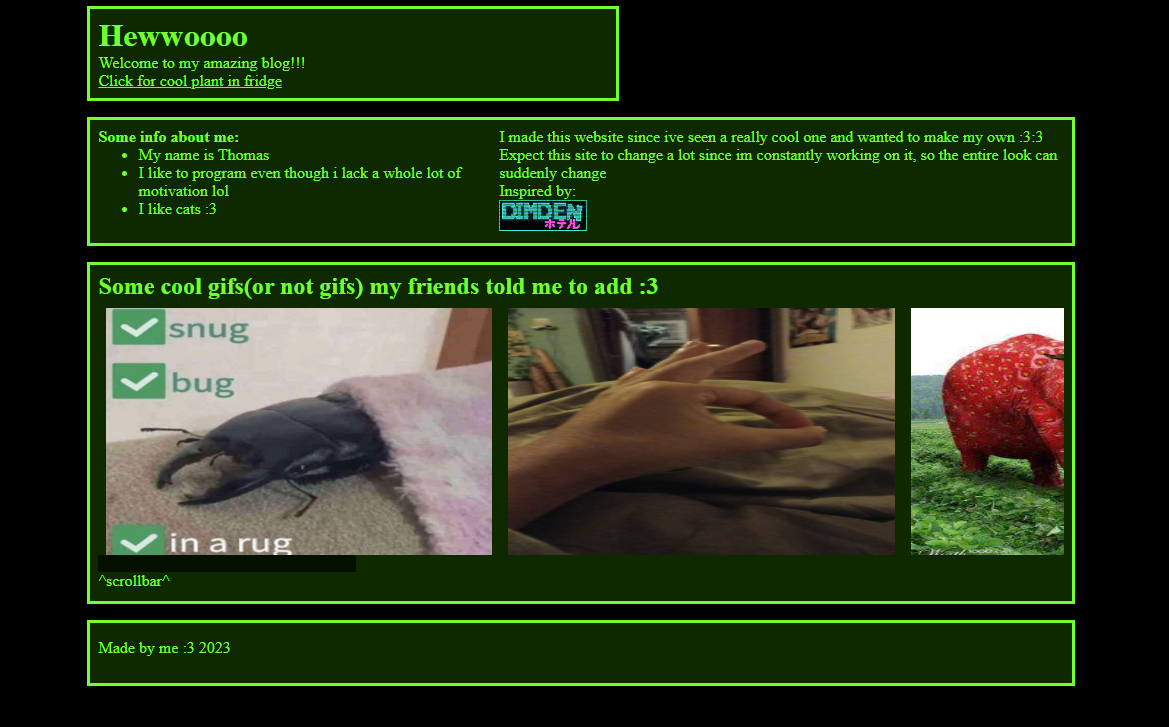 Hewwoooo
Welcome to my amazing blog!!!
Click for cool plant in fridge
Some info about me:
My name is Thomas
I like to program even though i lack a whole lot of
motivation lol
I like cats :3
I made this website since ive seen a really cool one and wanted to make my own :3:3
Expect this site to change a lot since im constantly working on it, so the entire look can
suddenly change
Inspired by:
DIMDEN
ホテル
Some cool gifs(or not gifs) my friends told me to add :3
snug
bug
in a rug
^scrollbar^
Made by me :3 2023